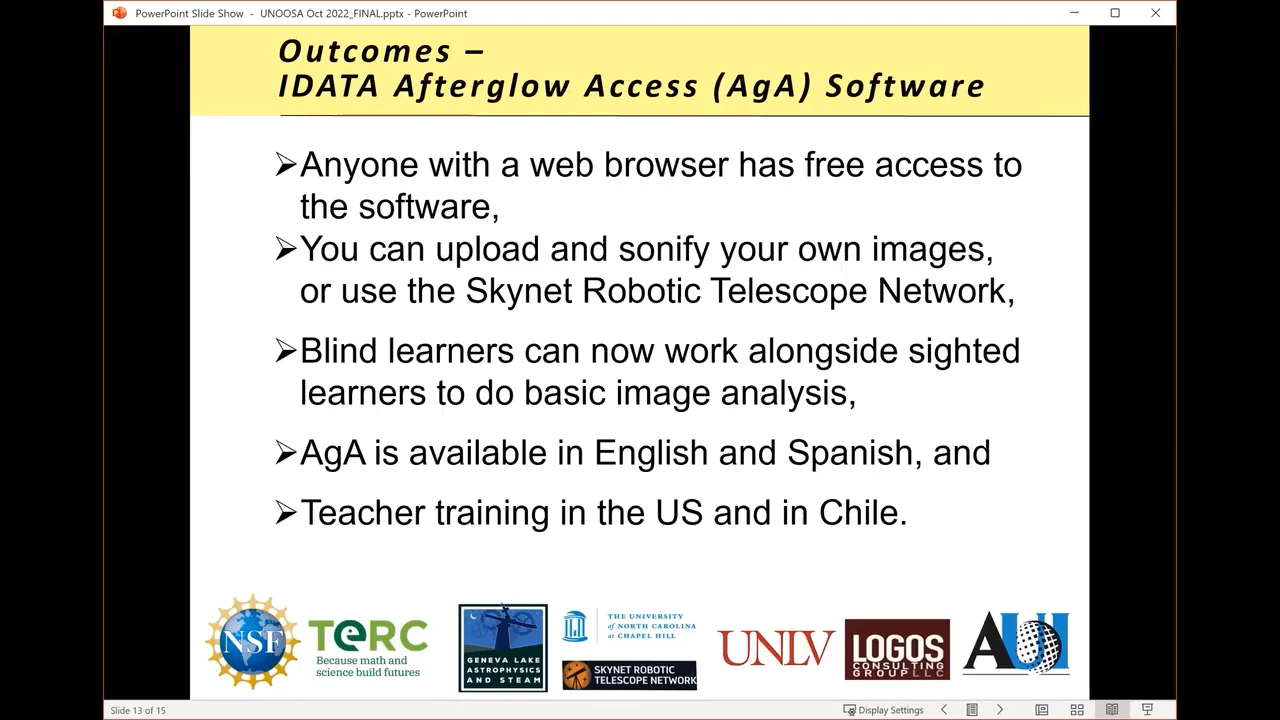 PowerPoint Slide Show - UNOOSA Oct 2022_FINAL.pptx - PowerPoint
Outcomes –
IDATA Afterglow Access (AgA) Software
Anyone with a web browser has free access to
the software,
You can upload and sonify your own images,
or use the Skynet Robotic Telescope Network,
Blind learners can now work alongside sighted
learners to do basic image analysis,
AgA is available in English and Spanish, and
Teacher training in the US and in Chile.
NSF
TERC
Because math and
science build futures
GENEVA LAKE
ASTROPHYSICS
AND STEAM
THE UNIVERSITY
of NORTH CAROLINA
at CHAPEL HILL
SKYNET ROBOTIC
TELESCOPE NETWORK
UNLV
LOGOS
CONSULTING
GROUP LLC
AUI
Slide 13 of 15
Display Settings